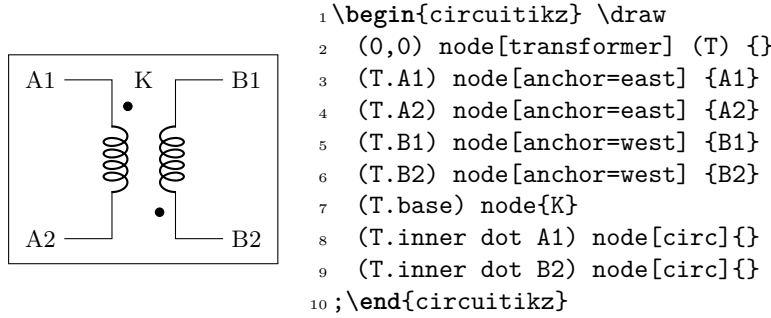 A1 K B1
A2 B2
1 \begin{circuitikz} \draw
2 (0,0) node[transformer] (T) {}
3 (T.A1) node[anchor=east] {A1}
4 (T.A2) node[anchor=east] {A2}
5 (T.B1) node[anchor=west] {B1}
6 (T.B2) node[anchor=west] {B2}
7 (T.base) node{K}
8 (T.inner dot A1) node[circ]{}
9 (T.inner dot B2) node[circ]{}
10 ;\end{circuitikz}